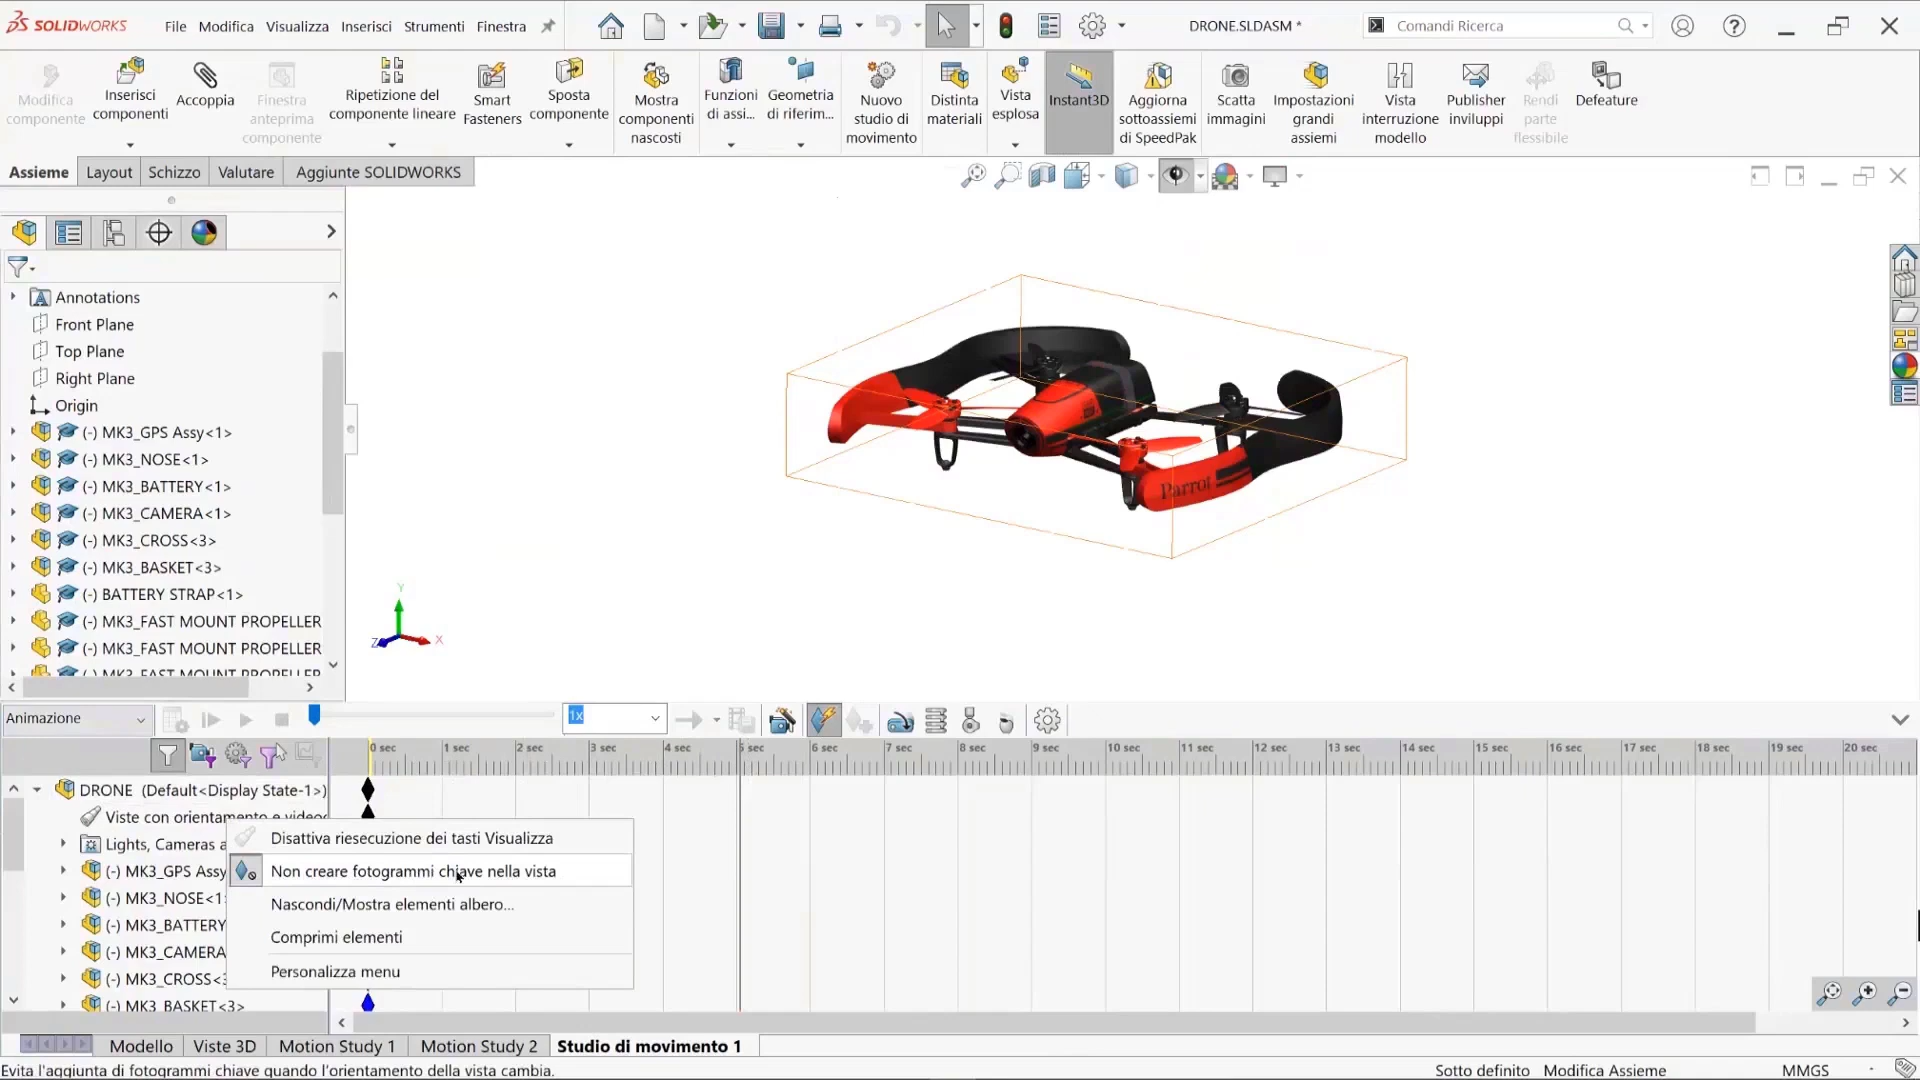 SOLIDWORKS File Modifica Visualizza Inserisci Strumenti Finestra DRONE.SLDASM * Comandi Ricerca
Modifica componente
Inserisci componenti
Accoppia
Finestra anteprima componente
Ripetizione del componente lineare
Smart Fasteners
Sposta componente
Mostra componenti nascosti
Funzioni di assi...
Geometria di riferim...
Nuovo studio di movimento
Distinta materiali
Vista esplosa
Instant3D
Aggiorna sottoassiemi di SpeedPak
Scatta immagini
Impostazioni grandi assiemi
Vista interruzione modello
Publisher inviluppi
Rendi parte flessibile
Defeature
Assieme Layout Schizzo Valutare Aggiunte SOLIDWORKS
Annotations
Front Plane
Top Plane
Right Plane
Origin
(-) MK3_GPS Assy<1>
(-) MK3_NOSE<1>
(-) MK3_BATTERY<1>
(-) MK3_CAMERA<1>
(-) MK3_CROSS<3>
(-) MK3_BASKET<3>
(-) BATTERY STRAP<1>
(-) MK3_FAST MOUNT PROPELLER
(-) MK3_FAST MOUNT PROPELLER
(-) MK3_FAST MOUNT PROPELLER
Parrot
Y
Z
X
Animazione 1x
0 sec 1 sec 2 sec 3 sec 4 sec 5 sec 6 sec 7 sec 8 sec 9 sec 10 sec 11 sec 12 sec 13 sec 14 sec 15 sec 16 sec 17 sec 18 sec 19 sec 20 sec
DRONE (Default<Display State-1>)
Viste con orientamento e video
Lights, Cameras a
(-) MK3_GPS Assy
(-) MK3_NOSE<1
(-) MK3_BATTERY
(-) MK3_CAMERA
(-) MK3_CROSS<3
(-) MK3_BASKET<3>
Disattiva riesecuzione dei tasti Visualizza
Non creare fotogrammi chiave nella vista
Nascondi/Mostra elementi albero...
Comprimi elementi
Personalizza menu
Modello Viste 3D Motion Study 1 Motion Study 2 Studio di movimento 1
Evita l'aggiunta di fotogrammi chiave quando l'orientamento della vista cambia. Sotto definito Modifica Assieme MMGS